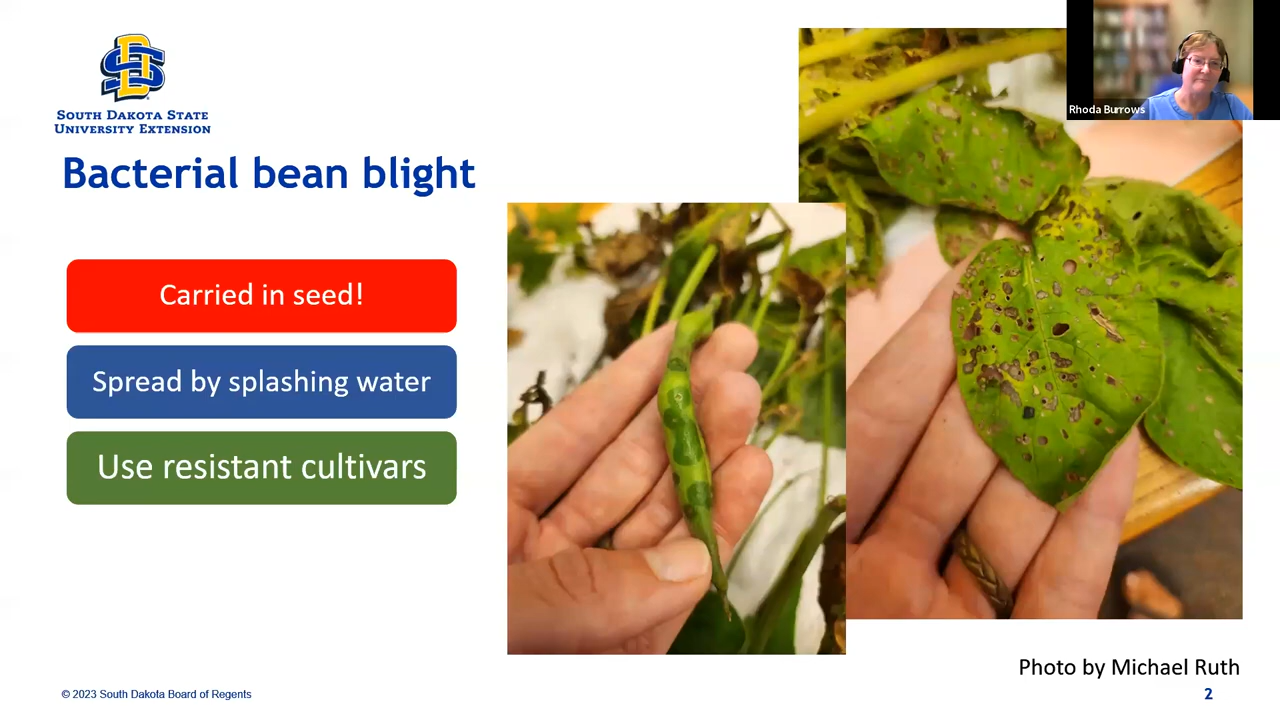 SOUTH DAKOTA STATE
UNIVERSITY EXTENSION
Rhoda Burrows
Bacterial bean blight
Carried in seed!
Spread by splashing water
Use resistant cultivars
Photo by Michael Ruth
© 2023 South Dakota Board of Regents
2